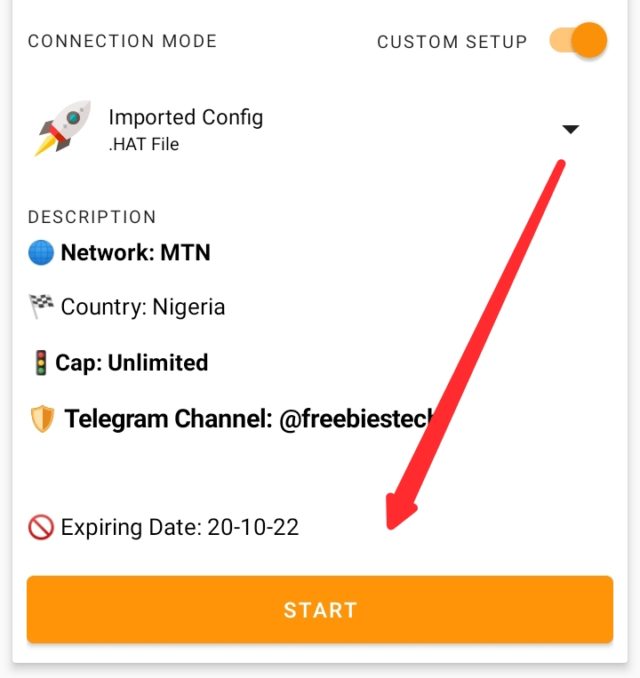 CONNECTION MODE
CUSTOM SETUP
Imported Config
.HAT File
DESCRIPTION
Network: MTN
Country: Nigeria
Cap: Unlimited
Telegram Channel: @freebiestech
Expiring Date: 20-10-22
START